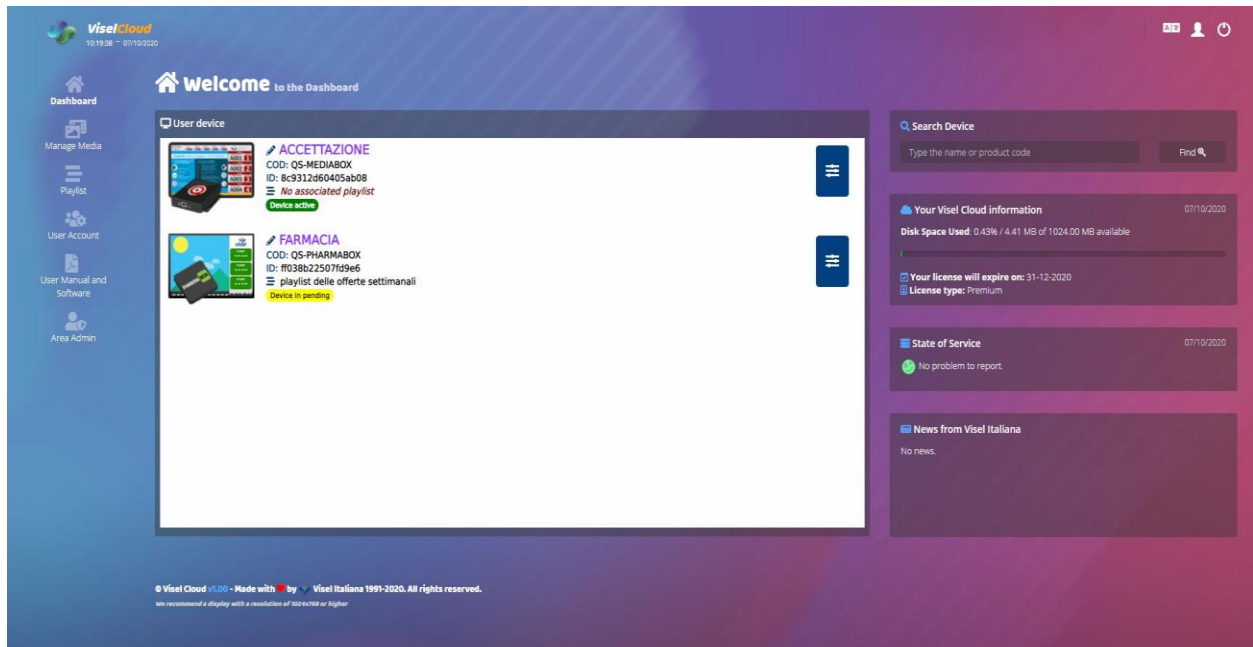 ViselCloud
10:19:38 - 07/10/2020
Dashboard
Manage Media
Playlist
User Account
User Manual and
Software
Area Admin
Welcome to the Dashboard
User device
ACCETTAZIONE
COD: QS-MEDIABOX
ID: 8c9312d60405ab08
No associated playlist
Device active
FARMACIA
COD: QS-PHARMABOX
ID: ff038b22507fd9e6
playlist delle offerte settimanali
Device in pending
Search Device
Type the name or product code
Find
Your Visel Cloud information 07/10/2020
Disk Space Used: 0.43% / 4.41 MB of 1024.00 MB available
Your license will expire on: 31-12-2020
License type: Premium
State of Service 07/10/2020
No problem to report.
News from Visel Italiana
No news.
© Visel Cloud v1.00 - Made with by Visel Italiana 1991-2020. All rights reserved.
We recommend a display with a resolution of 1024x768 or higher